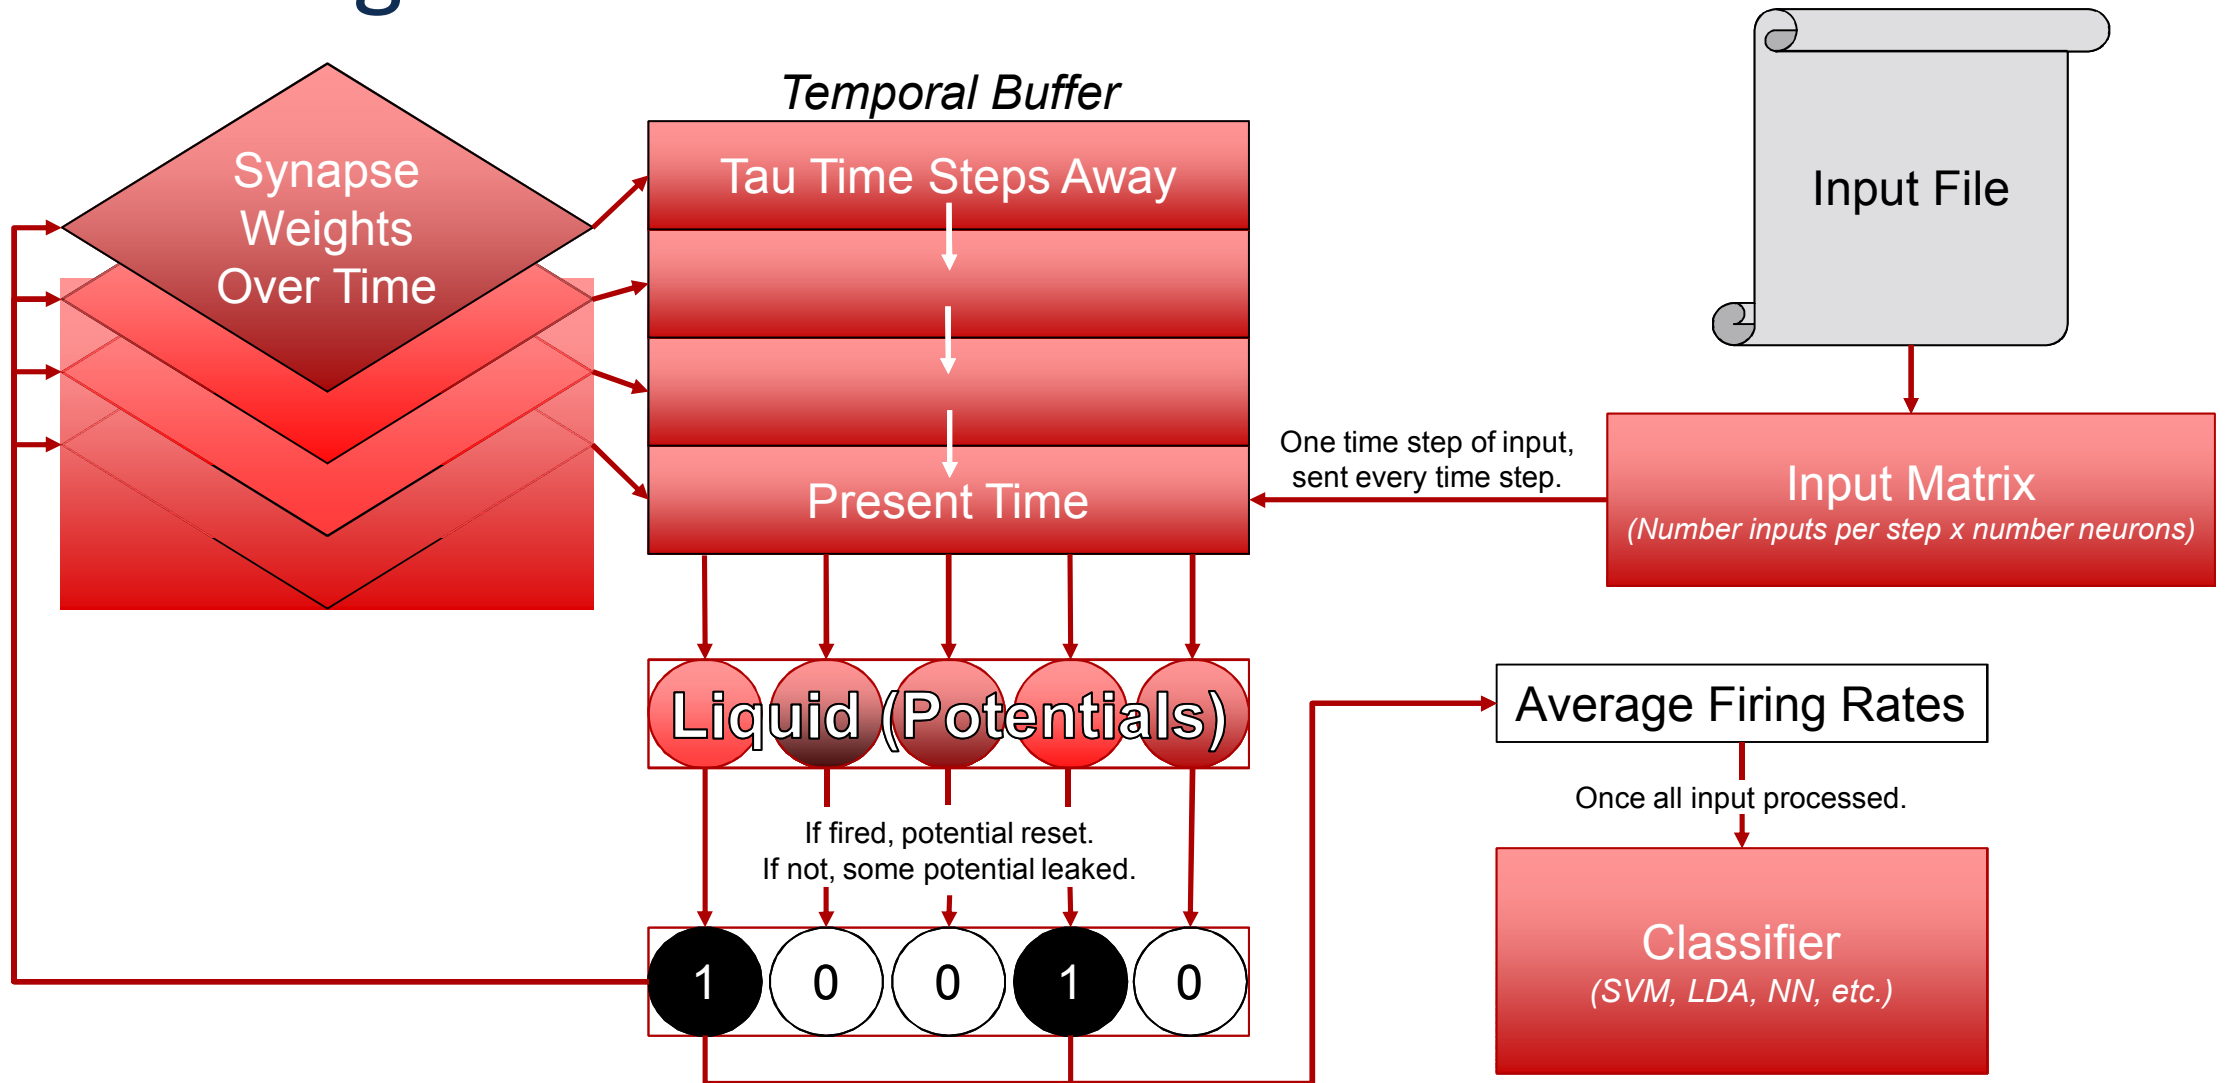 Temporal Buffer
Synapse
Weights
Over Time
Tau Time Steps Away
Present Time
Input File
One time step of input,
sent every time step.
Input Matrix
(Number inputs per step x number neurons)
Liquid (Potentials)
If fired, potential reset.
If not, some potential leaked.
1 0 0 1 0
Average Firing Rates
Once all input processed.
Classifier
(SVM, LDA, NN, etc.)